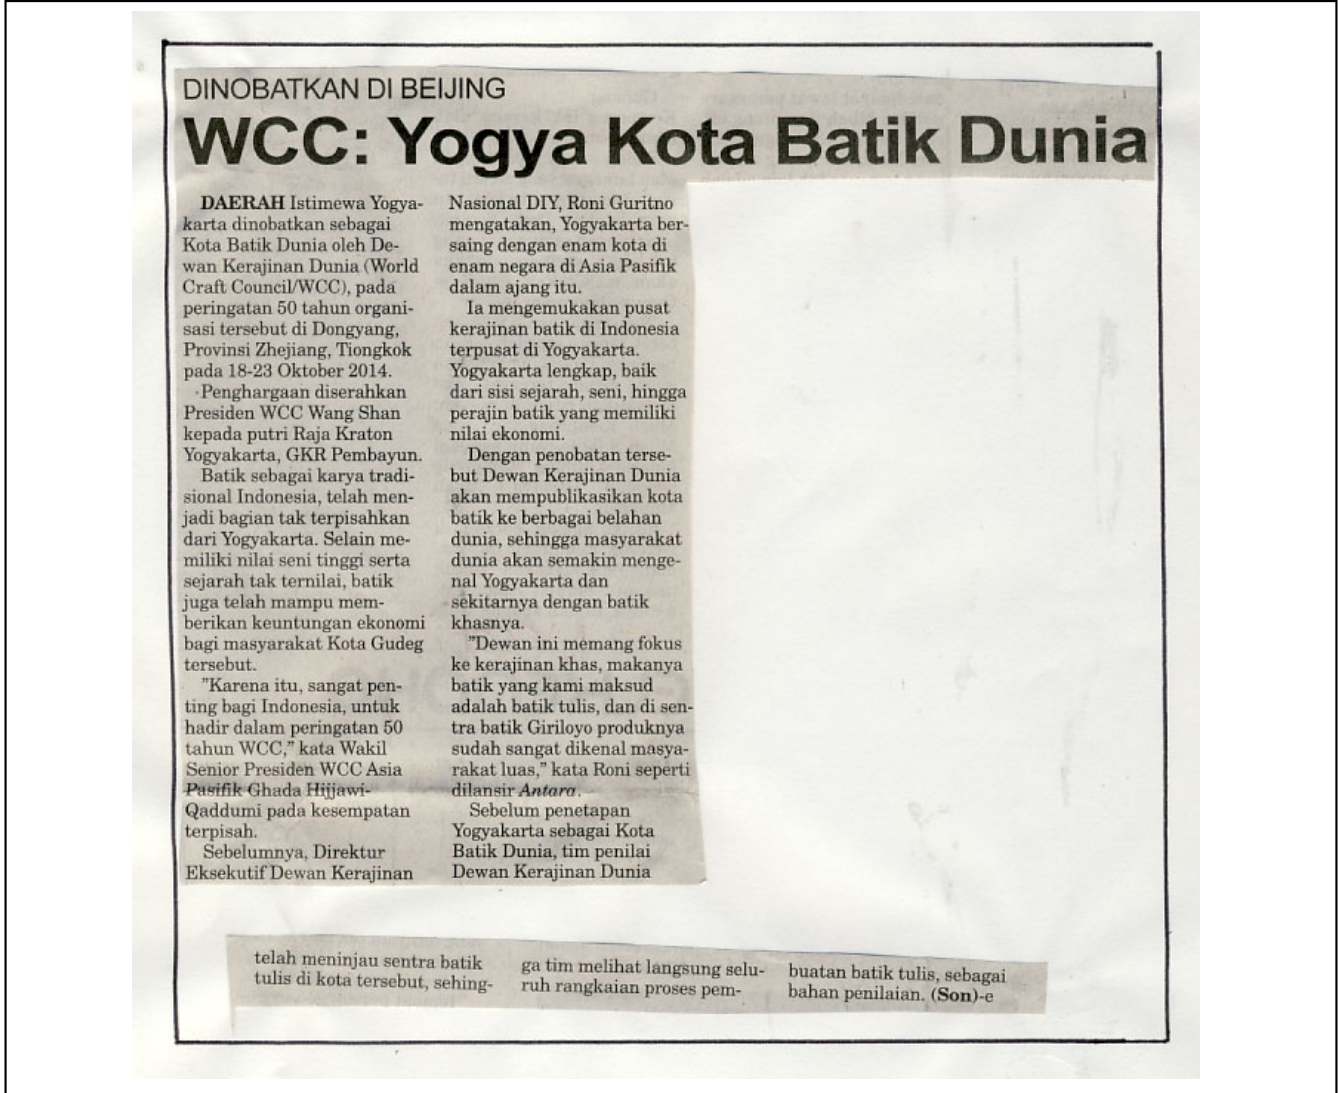 DINOBATKAN DI BEIJING
WCC: Yogya Kota Batik Dunia
DAERAH Istimewa Yogya-
karta dinobatkan sebagai
Kota Batik Dunia oleh De-
wan Kerajinan Dunia (World
Craft Council/WCC), pada
peringatan 50 tahun organi-
sasi tersebut di Dongyang,
Provinsi Zhejiang, Tiongkok
pada 18-23 Oktober 2014.
Penghargaan diserahkan
Presiden WCC Wang Shan
kepada putri Raja Kraton
Yogyakarta, GKR Pembayun.
Batik sebagai karya tradi-
sional Indonesia, telah men-
jadi bagian tak terpisahkan
dari Yogyakarta. Selain me-
miliki nilai seni tinggi serta
sejarah tak ternilai, batik
juga telah mampu mem-
berikan keuntungan ekonomi
bagi masyarakat Kota Gudeg
tersebut.
"Karena itu, sangat pen-
ting bagi Indonesia, untuk
hadir dalam peringatan 50
tahun WCC," kata Wakil
Senior Presiden WCC Asia
Pasifik Ghada Hijjawi-
Qaddumi pada kesempatan
terpisah.
Sebelumnya, Direktur
Eksekutif Dewan Kerajinan
Nasional DIY, Roni Guritno
mengatakan, Yogyakarta ber-
saing dengan enam kota di
enam negara di Asia Pasifik
dalam ajang itu.
Ia mengemukakan pusat
kerajinan batik di Indonesia
terpusat di Yogyakarta.
Yogyakarta lengkap, baik
dari sisi sejarah, seni, hingga
perajin batik yang memiliki
nilai ekonomi.
Dengan penobatan terse-
but Dewan Kerajinan Dunia
akan mempublikasikan kota
batik ke berbagai belahan
dunia, sehingga masyarakat
dunia akan semakin menge-
nal Yogyakarta dan
sekitarnya dengan batik
khasnya.
"Dewan ini memang fokus
ke kerajinan khas, makanya
batik yang kami maksud
adalah batik tulis, dan di sen-
tra batik Giriloyo produknya
sudah sangat dikenal masya-
rakat luas," kata Roni seperti
dilansir Antara.
Sebelum penetapan
Yogyakarta sebagai Kota
Batik Dunia, tim penilai
Dewan Kerajinan Dunia
telah meninjau sentra batik
tulis di kota tersebut, sehing-
ga tim melihat langsung selu-
ruh rangkaian proses pem-
buatan batik tulis, sebagai
bahan penilaian. (Son)-e